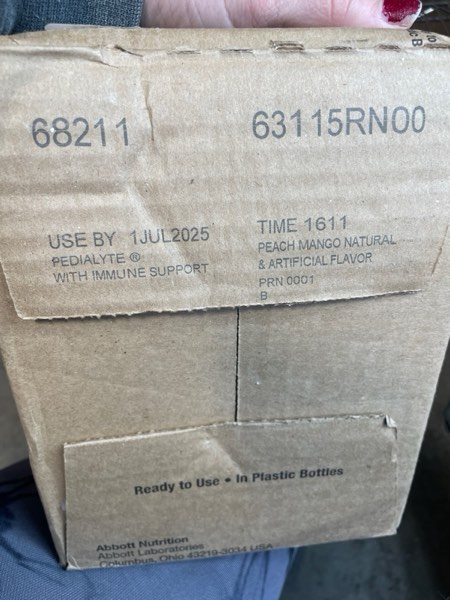 68211 63115RN00
USE BY 1JUL2025 TIME 1611
PEDIALYTE ® PEACH MANGO NATURAL
WITH IMMUNE SUPPORT & ARTIFICIAL FLAVOR
PRN 0001
B
Ready to Use • In Plastic Bottles
Abbott Nutrition
Abbott Laboratories
Columbus, Ohio 43219-3034 USA